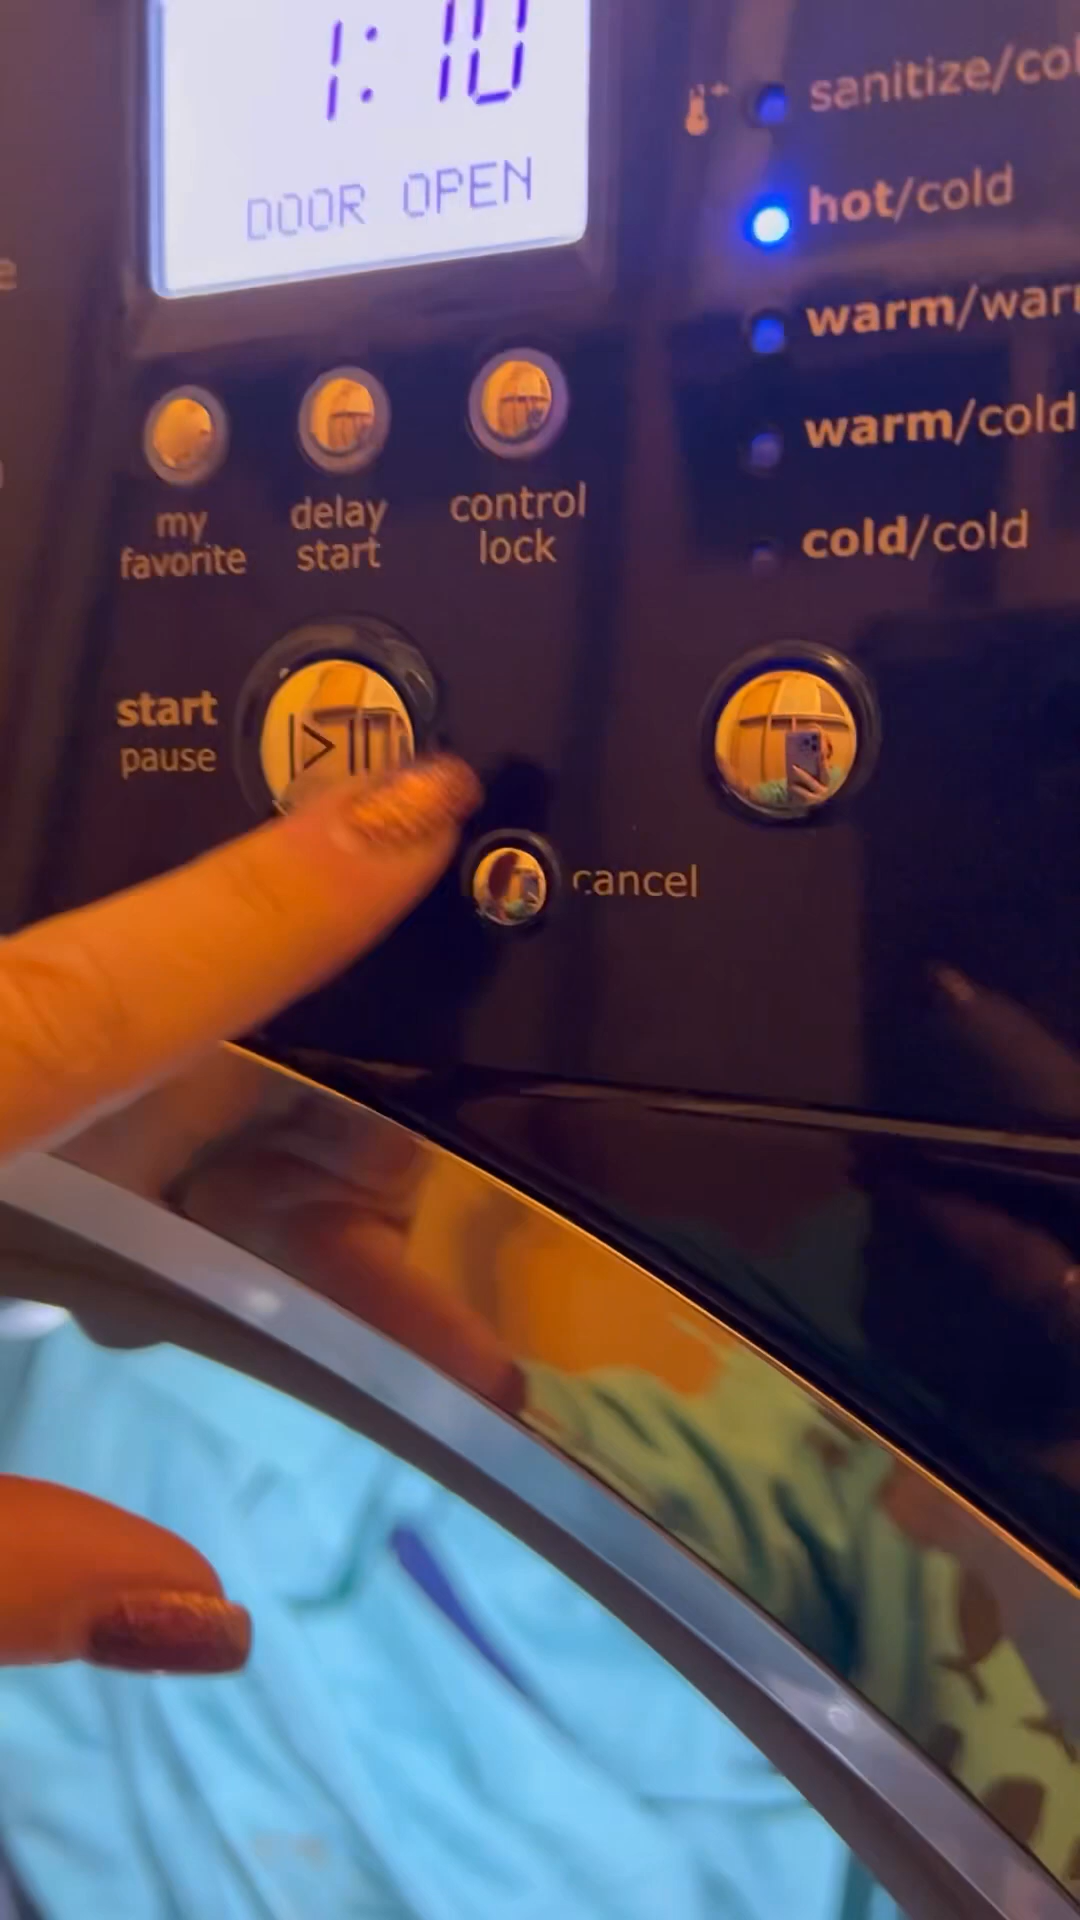 1:10
DOOR OPEN
hot/cold
warm/cold
cold/cold
my
favorite
delay
start
control
lock
start
pause
cancel